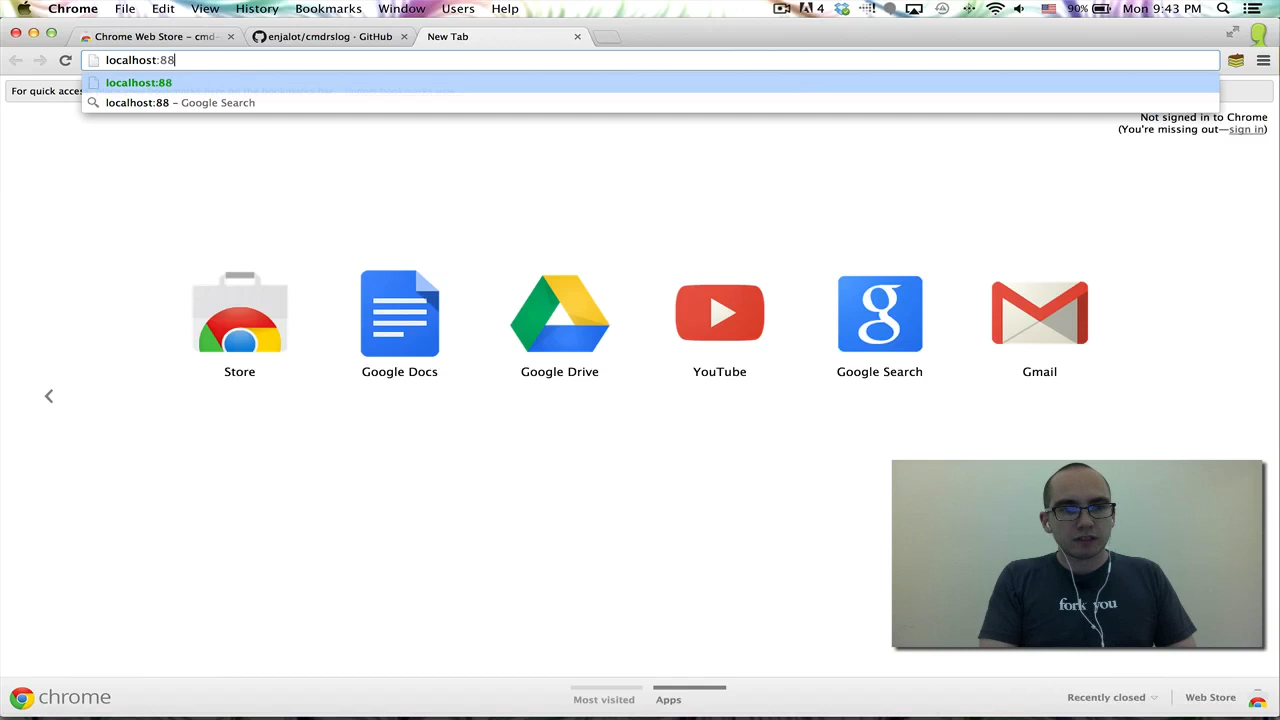 Chrome File Edit View History Bookmarks Window Users Help
4 90% Mon 9:43 PM
Chrome Web Store – cmd enjalot/cmdrslog · GitHub New Tab
localhost:88
localhost:88
localhost:88 – Google Search
For quick acces
Not signed in to Chrome
(You're missing out—sign in)
Store Google Docs Google Drive YouTube Google Search Gmail
fork you
chrome Most visited Apps Recently closed Web Store